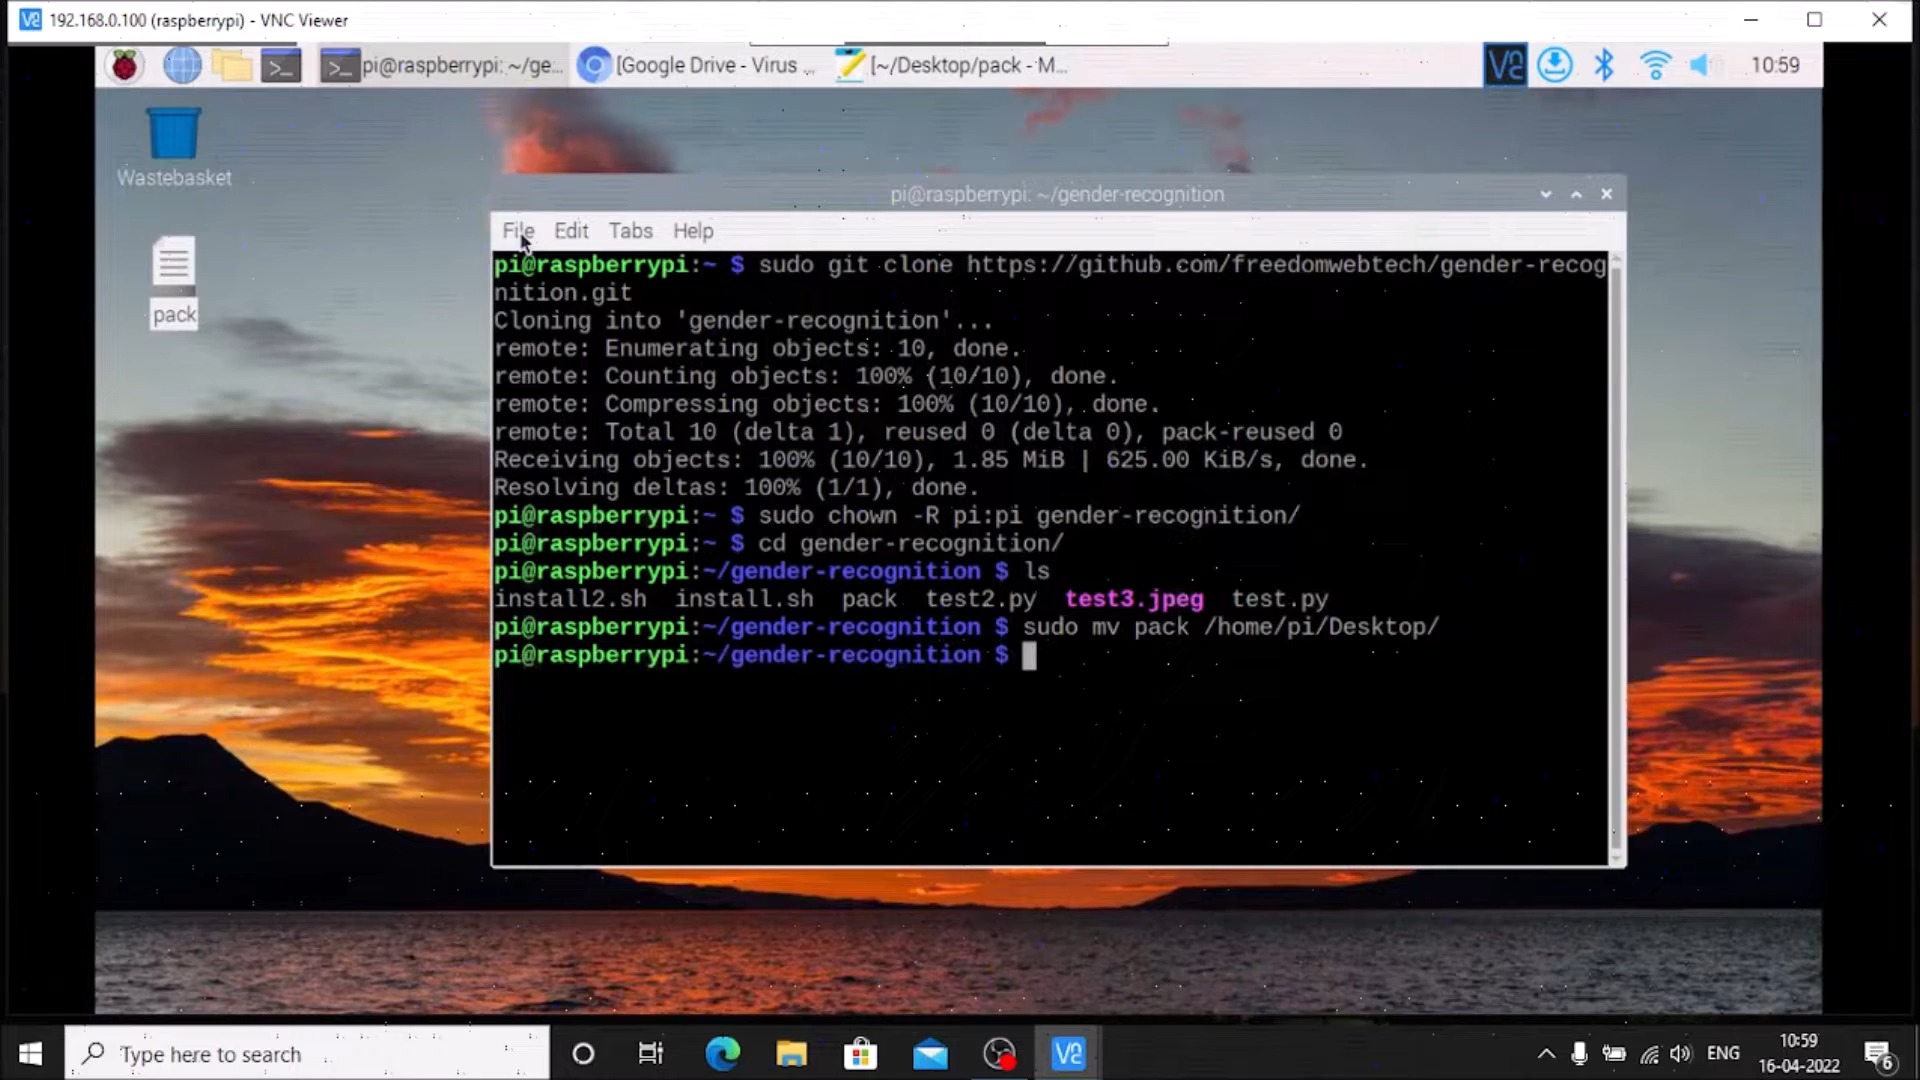 192.168.0.100 (raspberrypi) - VNC Viewer
pi@raspberrypi: ~/ge...
[Google Drive - Virus ...
[~/Desktop/pack - M...
10:59
Wastebasket
pack
pi@raspberrypi: ~/gender-recognition
File Edit Tabs Help
pi@raspberrypi:~ $ sudo git clone https://github.com/freedomwebtech/gender-recog
nition.git
Cloning into 'gender-recognition'...
remote: Enumerating objects: 10, done.
remote: Counting objects: 100% (10/10), done.
remote: Compressing objects: 100% (10/10), done.
remote: Total 10 (delta 1), reused 0 (delta 0), pack-reused 0
Receiving objects: 100% (10/10), 1.85 MiB | 625.00 KiB/s, done.
Resolving deltas: 100% (1/1), done.
pi@raspberrypi:~ $ sudo chown -R pi:pi gender-recognition/
pi@raspberrypi:~ $ cd gender-recognition/
pi@raspberrypi:~/gender-recognition $ ls
install2.sh install.sh pack test2.py test3.jpeg test.py
pi@raspberrypi:~/gender-recognition $ sudo mv pack /home/pi/Desktop/
pi@raspberrypi:~/gender-recognition $
Type here to search
ENG
10:59
16-04-2022
6